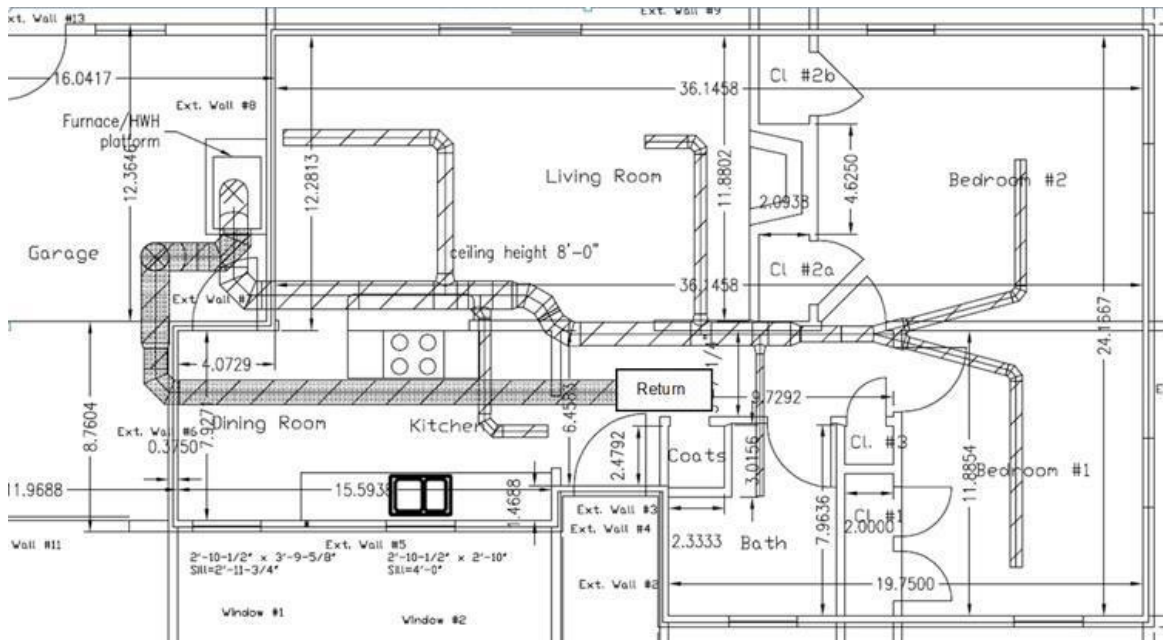 Ext. Wall #13
Ext. Wall #9
16.0417
Cl #2b
36.1458
Ext. Wall #8
Furnace/HWH
platform
12.3646
12.2813
Living Room
11.8802
4.6250
Bedroom #2
2.0938
Garage
ceiling height 8'-0"
Cl #2a
36.1458
Ext. Wall #7
24.1667
4.0729
Return
9.7292
8.7604
7.9271
Ext. Wall #6
0.3750
Dining Room
Kitchen
2.4792
Coats
3.0156
Cl. #3
11.8854
Bedroom #1
11.9688
15.5938
1.4688
Ext. Wall #3
Ext. Wall #4
Cl #1
2.0000
7.9636
Wall #11
Ext. Wall #5
2'-10-1/2" x 3'-9-5/8"
Sill=2'-11-3/4"
2'-10-1/2" x 2'-10"
Sill=4'-0"
2.3333
Bath
Ext. Wall #2
19.7500
Window #1
Window #2